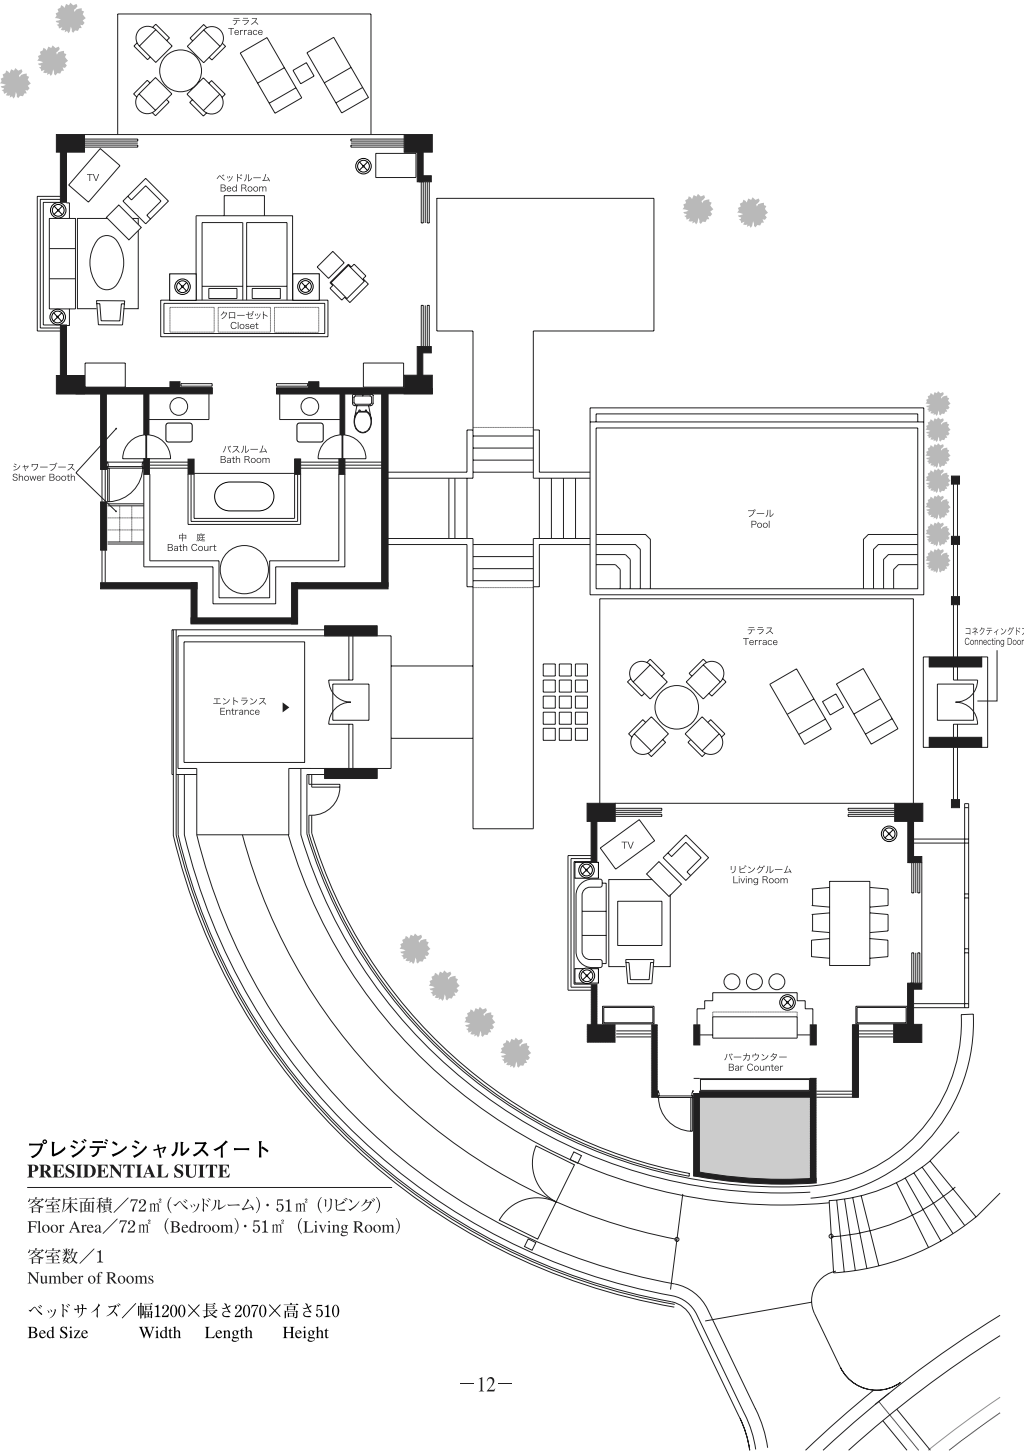 テラス
Terrace
TV
ベッドルーム
Bed Room
クローゼット
Closet
バスルーム
Bath Room
シャワーブース
Shower Booth
中 庭
Bath Court
プール
Pool
テラス
Terrace
コネクティングド
Connecting Door
エントランス
Entrance
TV
リビングルーム
Living Room
バーカウンター
Bar Counter
プレジデンシャルスイート
PRESIDENTIAL SUITE
客室床面積／72㎡（ベッドルーム）・51㎡（リビング）
Floor Area／72㎡（Bedroom）・51㎡（Living Room）
客室数／1
Number of Rooms
ベッドサイズ／幅1200×長さ2070×高さ510
Bed Size Width Length Height
—12—